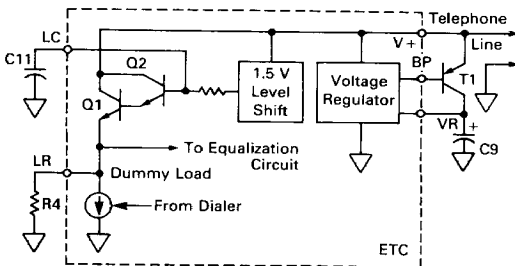 Telephone
Line
LC
V+
C11
Q2
BP
T1
1.5 V
Level
Shift
Voltage
Regulator
Q1
VR
+
C9
To Equalization
Circuit
LR
Dummy Load
R4
From Dialer
ETC